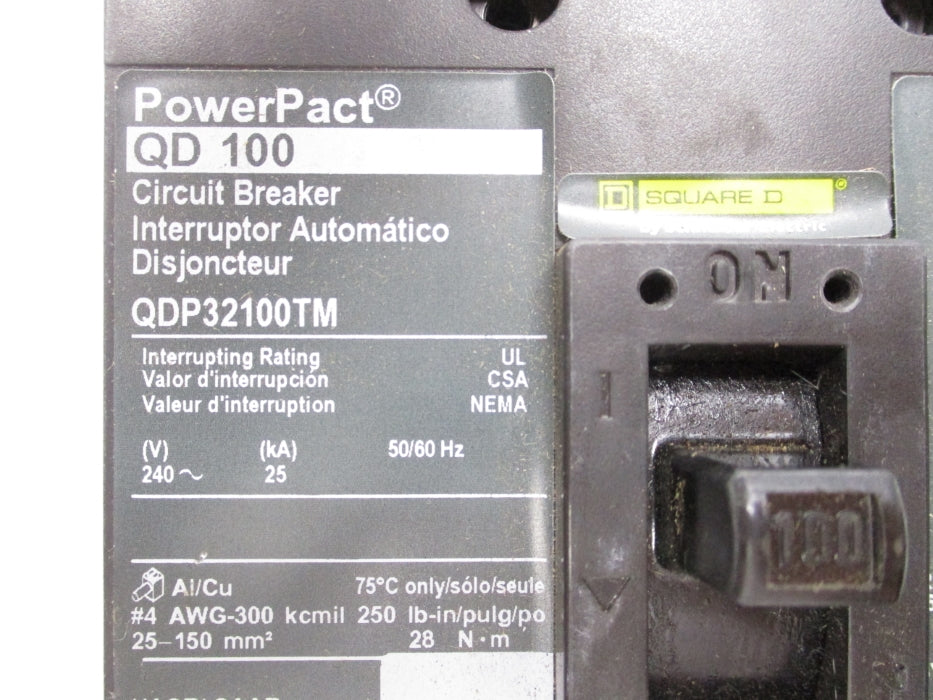 PowerPact®
QD 100
Circuit Breaker
Interruptor Automático
Disjoncteur
QDP32100TM
Interrupting Rating UL
Valor d'interrupción CSA
Valeur d'interruption NEMA
(V) (kA) 50/60 Hz
240 ～ 25
Al/Cu 75°C only/sólo/seule
#4 AWG-300 kcmil 250 lb-in/pulg/po
25–150 mm² 28 N·m
D SQUARE D
by
ON
I
100